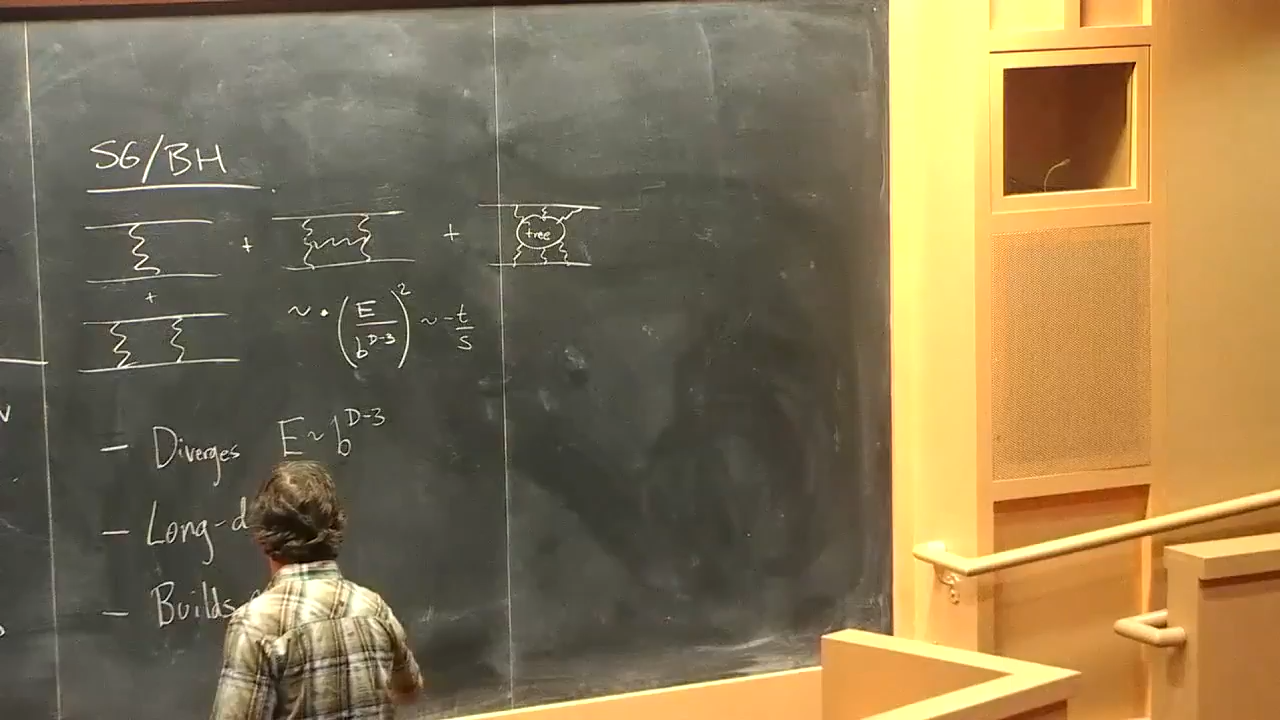 SG/BH
+ +
tree
+
~ · (E / b^{D-3})^2 ~ -t/s
- Diverges E ~ b^{D-3}
- Long-d
- Builds